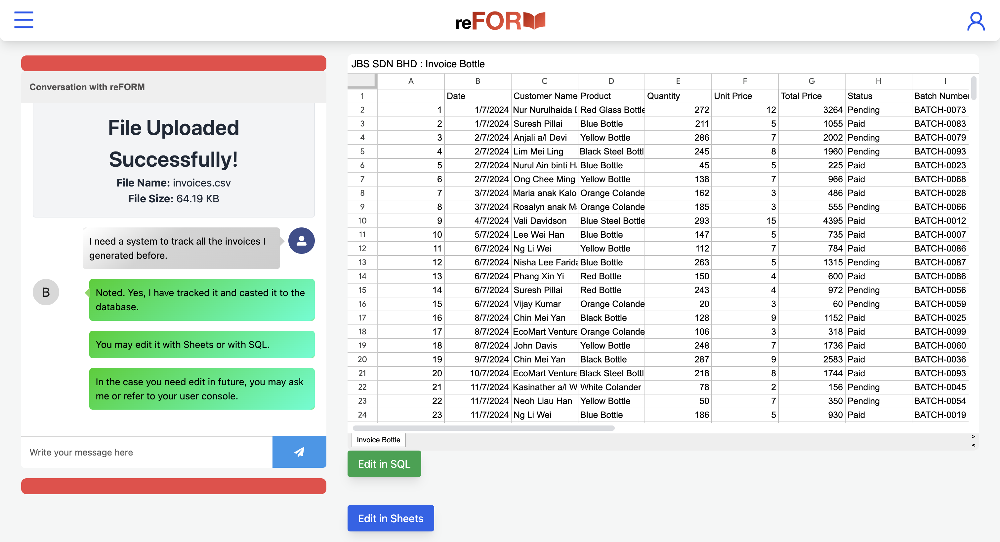 reFORM
Conversation with reFORM
File Uploaded
Successfully!
File Name: invoices.csv
File Size: 64.19 KB
I need a system to track all the invoices I
generated before.
B
Noted. Yes, I have tracked it and casted it to the
database.
You may edit it with Sheets or with SQL.
In the case you need edit in future, you may ask
me or refer to your user console.
Write your message here
JBS SDN BHD : Invoice Bottle
A B C D E F G H I
1 Date Customer Name Product Quantity Unit Price Total Price Status Batch Number
2 1 1/7/2024 Nur Nurulhaida Red Glass Bottle 272 12 3264 Pending BATCH-0073
3 2 1/7/2024 Suresh Pillai Blue Bottle 211 5 1055 Paid BATCH-0083
4 3 2/7/2024 Anjali a/l Devi Yellow Bottle 286 7 2002 Pending BATCH-0079
5 4 2/7/2024 Lim Mei Ling Black Steel Bottl 245 8 1960 Pending BATCH-0093
6 5 2/7/2024 Nurul Ain binti Blue Bottle 45 5 225 Paid BATCH-0023
7 6 2/7/2024 Ong Chee Ming Yellow Bottle 138 7 966 Paid BATCH-0068
8 7 3/7/2024 Maria anak Kalo Orange Colande 162 3 486 Paid BATCH-0028
9 8 3/7/2024 Rosalyn anak Orange Colande 185 3 555 Pending BATCH-0066
10 9 4/7/2024 Vali Davidson Blue Steel Bottle 293 15 4395 Paid BATCH-0012
11 10 5/7/2024 Lee Wei Han Blue Bottle 147 5 735 Paid BATCH-0007
12 11 6/7/2024 Ng Li Wei Yellow Bottle 112 7 784 Paid BATCH-0086
13 12 6/7/2024 Nisha Lee Farida Blue Bottle 263 5 1315 Pending BATCH-0087
14 13 6/7/2024 Phang Xin Yi Red Bottle 150 4 600 Paid BATCH-0086
15 14 6/7/2024 Suresh Pillai Red Bottle 243 4 972 Pending BATCH-0056
16 15 6/7/2024 Vijay Kumar Orange Colande 20 3 60 Pending BATCH-0059
17 16 8/7/2024 Chin Mei Yan Black Bottle 128 9 1152 Paid BATCH-0025
18 17 8/7/2024 EcoMart Venture Orange Colande 106 3 318 Paid BATCH-0099
19 18 8/7/2024 John Davis Yellow Bottle 248 7 1736 Paid BATCH-0060
20 19 9/7/2024 Chin Mei Yan Black Bottle 287 9 2583 Paid BATCH-0036
21 20 10/7/2024 EcoMart Venture Black Steel Bottl 218 8 1744 Paid BATCH-0093
22 21 11/7/2024 Kasinather a/l W White Colander 78 2 156 Pending BATCH-0045
23 22 11/7/2024 Neoh Liau Han Yellow Bottle 50 7 350 Pending BATCH-0054
24 23 11/7/2024 Ng Li Wei Blue Bottle 186 5 930 Paid BATCH-0019
Invoice Bottle
>
<
Edit in SQL
Edit in Sheets